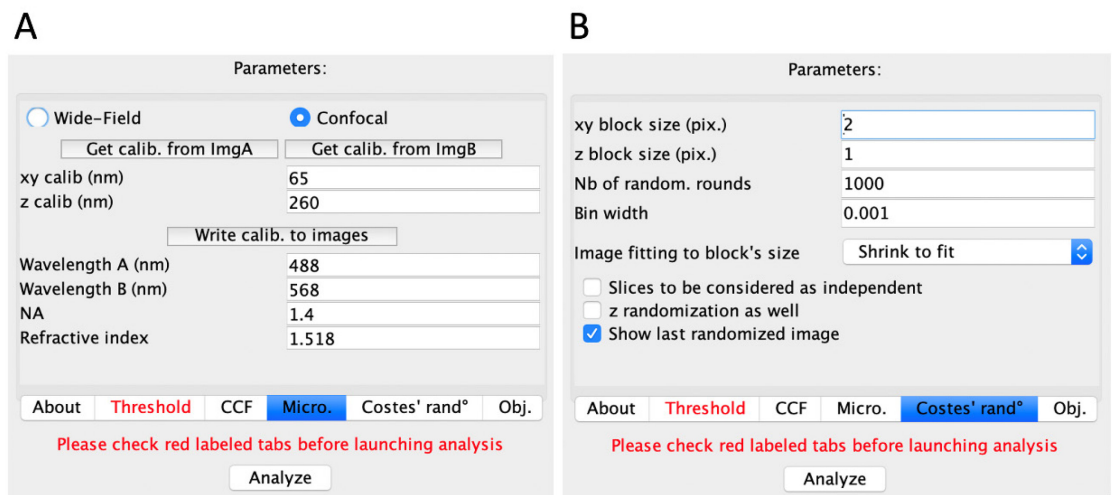 A
Parameters:
Wide-Field Confocal
Get calib. from ImgA Get calib. from ImgB
xy calib (nm) 65
z calib (nm) 260
Write calib. to images
Wavelength A (nm) 488
Wavelength B (nm) 568
NA 1.4
Refractive index 1.518
About Threshold CCF Micro. Costes' rand° Obj.
Please check red labeled tabs before launching analysis
Analyze
B
Parameters:
xy block size (pix.) 2
z block size (pix.) 1
Nb of random. rounds 1000
Bin width 0.001
Image fitting to block's size Shrink to fit
Slices to be considered as independent
z randomization as well
Show last randomized image
About Threshold CCF Micro. Costes' rand° Obj.
Please check red labeled tabs before launching analysis
Analyze